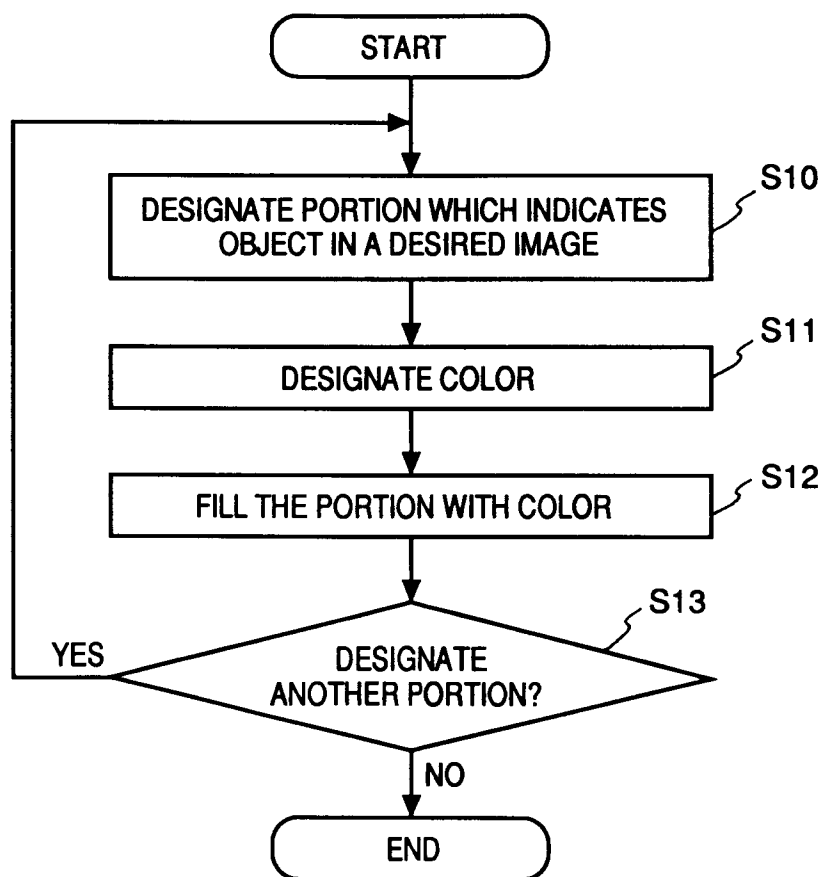 START
S10
DESIGNATE PORTION WHICH INDICATES
OBJECT IN A DESIRED IMAGE
S11
DESIGNATE COLOR
S12
FILL THE PORTION WITH COLOR
S13
YES
DESIGNATE
ANOTHER PORTION?
NO
END